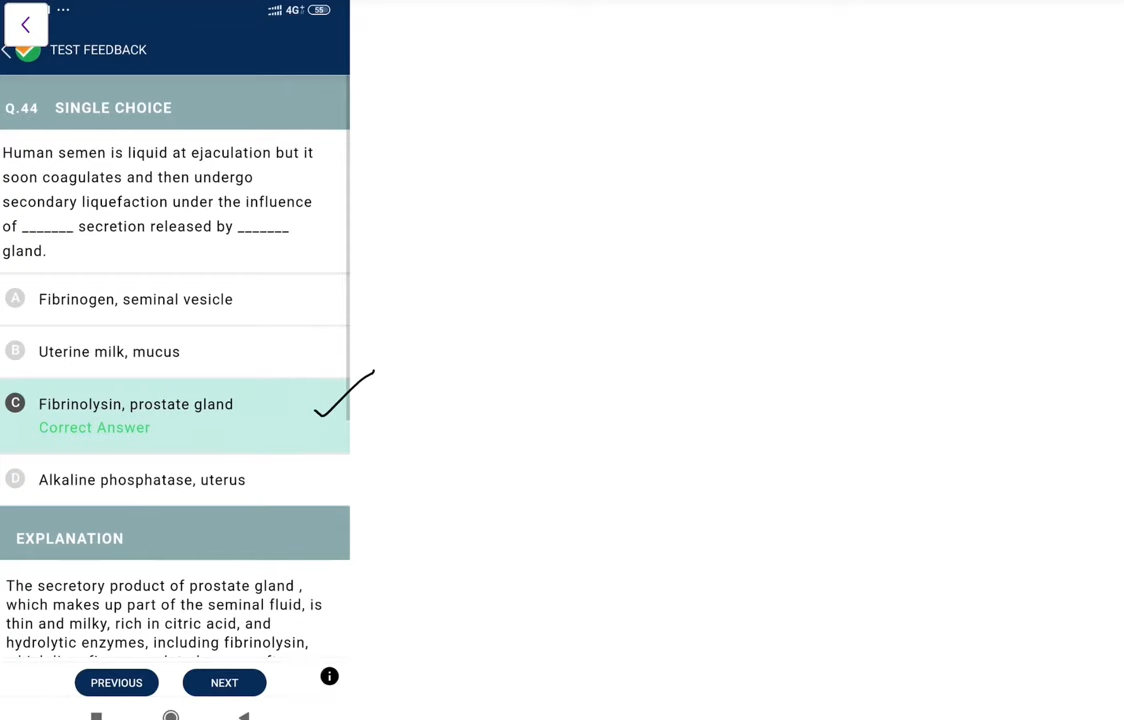 4G+ 55
TEST FEEDBACK
Q.44 SINGLE CHOICE
Human semen is liquid at ejaculation but it
soon coagulates and then undergo
secondary liquefaction under the influence
of _______ secretion released by _______
gland.
A Fibrinogen, seminal vesicle
B Uterine milk, mucus
C Fibrinolysin, prostate gland
Correct Answer
D Alkaline phosphatase, uterus
EXPLANATION
The secretory product of prostate gland ,
which makes up part of the seminal fluid, is
thin and milky, rich in citric acid, and
hydrolytic enzymes, including fibrinolysin,
PREVIOUS NEXT